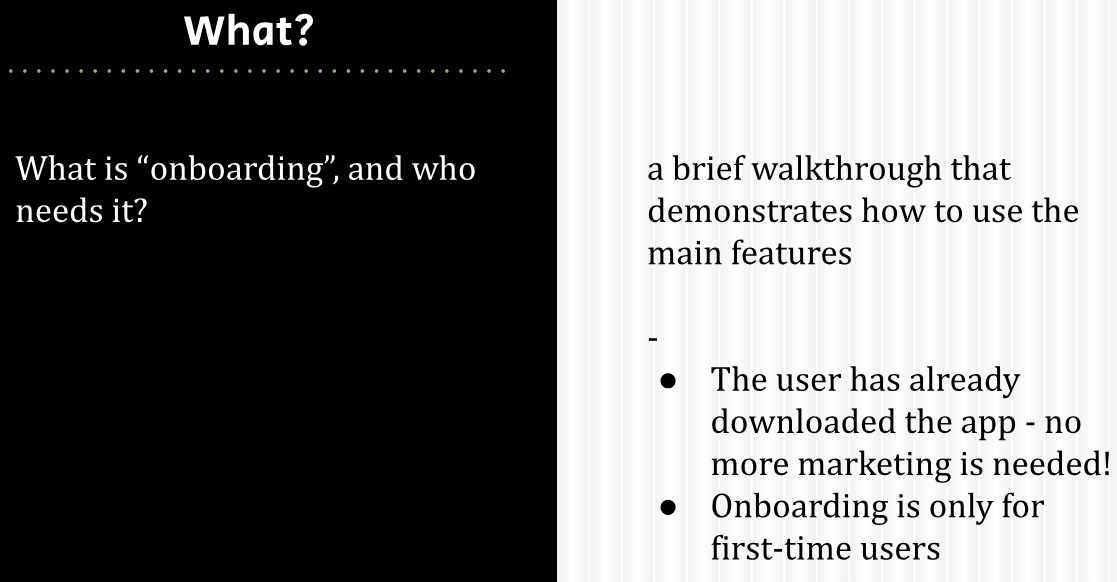 What?
What is “onboarding”, and who
needs it?
a brief walkthrough that
demonstrates how to use the
main features
-
● The user has already
downloaded the app - no
more marketing is needed!
● Onboarding is only for
first-time users